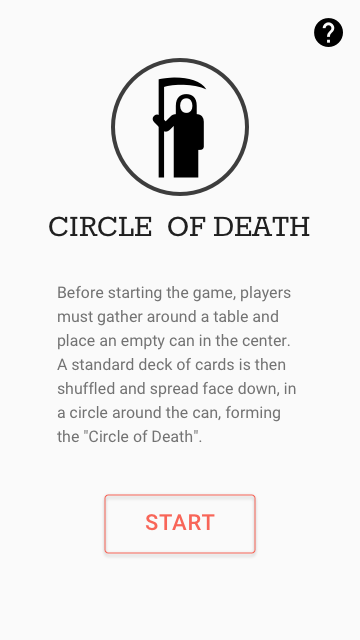 ?
CIRCLE OF DEATH
Before starting the game, players
must gather around a table and
place an empty can in the center.
A standard deck of cards is then
shuffled and spread face down, in
a circle around the can, forming
the "Circle of Death".
START